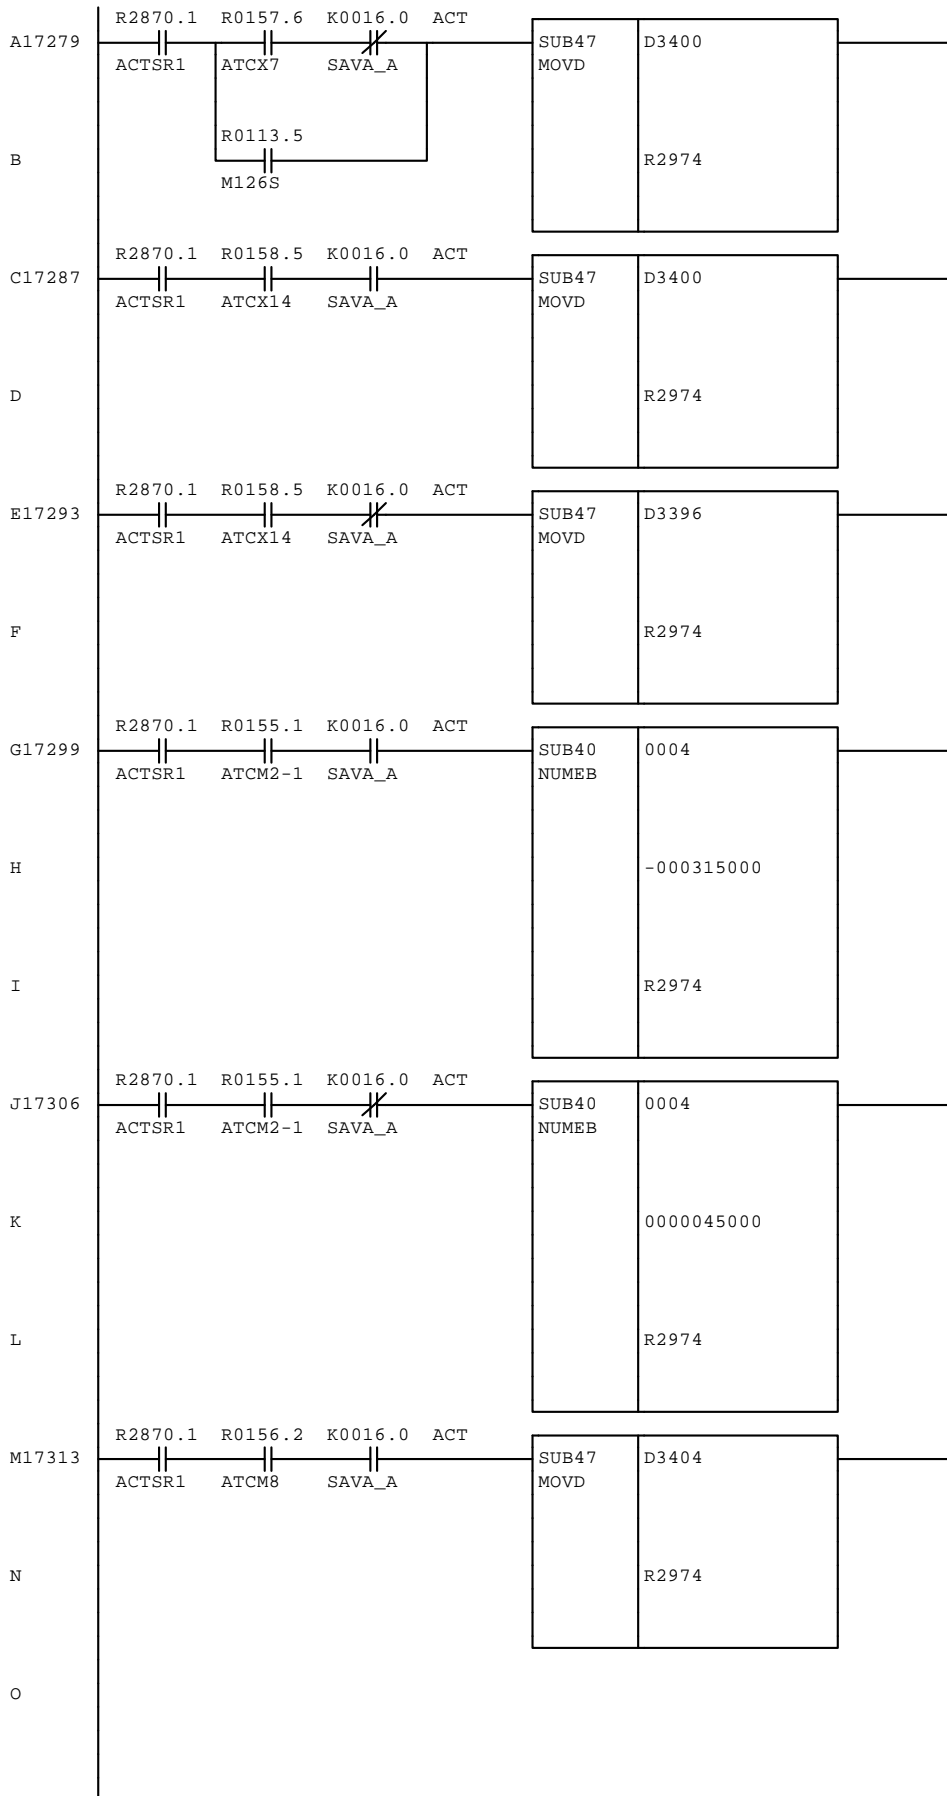 R2870.1 R0157.6 K0016.0 ACT
A17279 SUB47 D3400
ACTSR1 ATCX7 SAVA_A MOVD
R0113.5
B R2974
M126S
R2870.1 R0158.5 K0016.0 ACT
C17287 SUB47 D3400
ACTSR1 ATCX14 SAVA_A MOVD
D R2974
R2870.1 R0158.5 K0016.0 ACT
E17293 SUB47 D3396
ACTSR1 ATCX14 SAVA_A MOVD
F R2974
R2870.1 R0155.1 K0016.0 ACT
G17299 SUB40 0004
ACTSR1 ATCM2-1 SAVA_A NUMEB
H -000315000
I R2974
R2870.1 R0155.1 K0016.0 ACT
J17306 SUB40 0004
ACTSR1 ATCM2-1 SAVA_A NUMEB
K 0000045000
L R2974
R2870.1 R0156.2 K0016.0 ACT
M17313 SUB47 D3404
ACTSR1 ATCM8 SAVA_A MOVD
N R2974
O